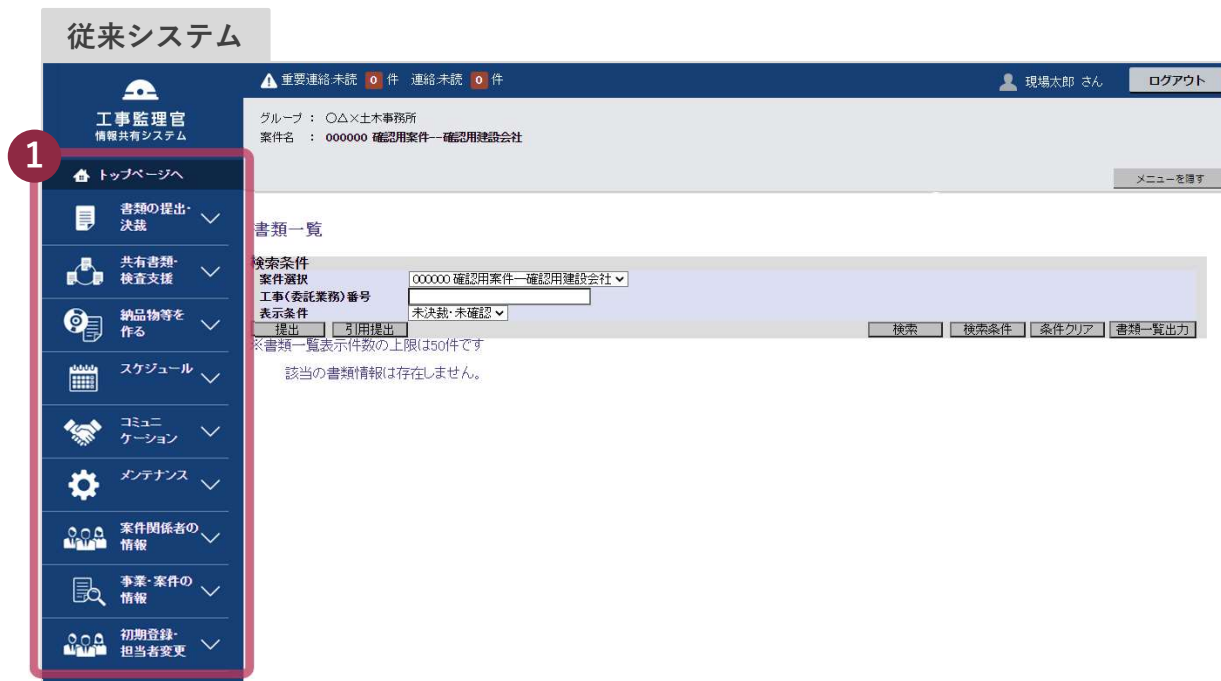 従来システム
重要連絡未読 0 件 連絡未読 0 件
現場太郎 さん
ログアウト
工事監理官
情報共有システム
グループ : ○△×土木事務所
案件名 : 000000 確認用案件--確認用建設会社
1
トップページへ
メニューを隠す
書類の提出・
決裁
共有書類・
検査支援
納品物等を
作る
スケジュール
コミュニ
ケーション
メンテナンス
案件関係者の
情報
事業・案件の
情報
初期登録・
担当者変更
書類一覧
検索条件
案件選択 000000 確認用案件―確認用建設会社
工事(委託業務)番号
表示条件 未決裁・未確認
提出 引用提出 検索 検索条件 条件クリア 書類一覧出力
※書類一覧表示件数の上限は50件です
該当の書類情報は存在しません。